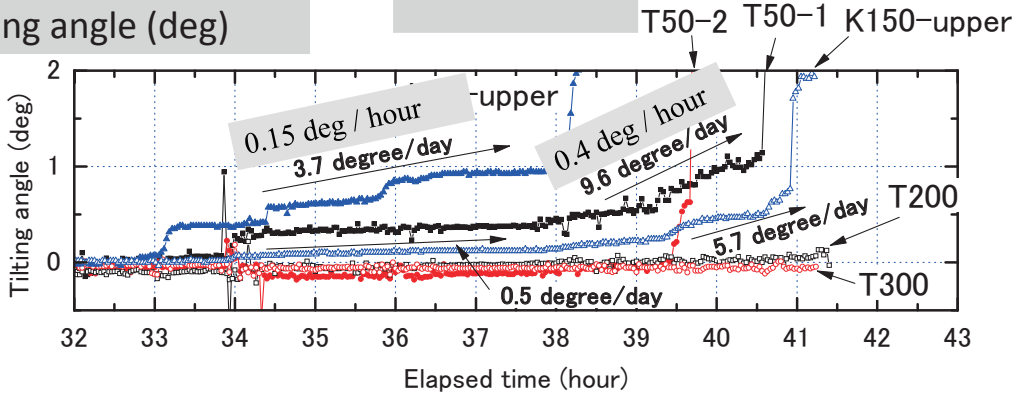 ng angle (deg)
T50-2 T50-1 K150-upper
2
1
0
Tilting angle (deg)
-upper
0.15 deg / hour
3.7 degree/day
0.4 deg / hour
9.6 degree/day
T200
5.7 degree/day
T300
0.5 degree/day
32 33 34 35 36 37 38 39 40 41 42 43
Elapsed time (hour)